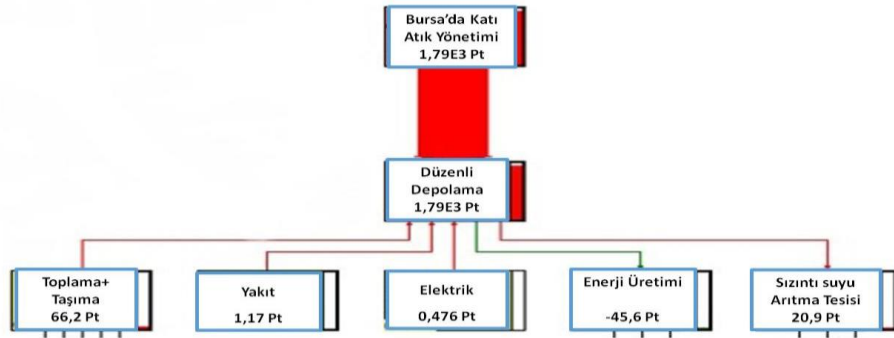 Bursa’da Katı
Atık Yönetimi
1,79E3 Pt
Düzenli
Depolama
1,79E3 Pt
Toplama+
Taşıma
66,2 Pt
Yakıt
1,17 Pt
Elektrik
0,476 Pt
Enerji Üretimi
-45,6 Pt
Sızıntı suyu
Arıtma Tesisi
20,9 Pt